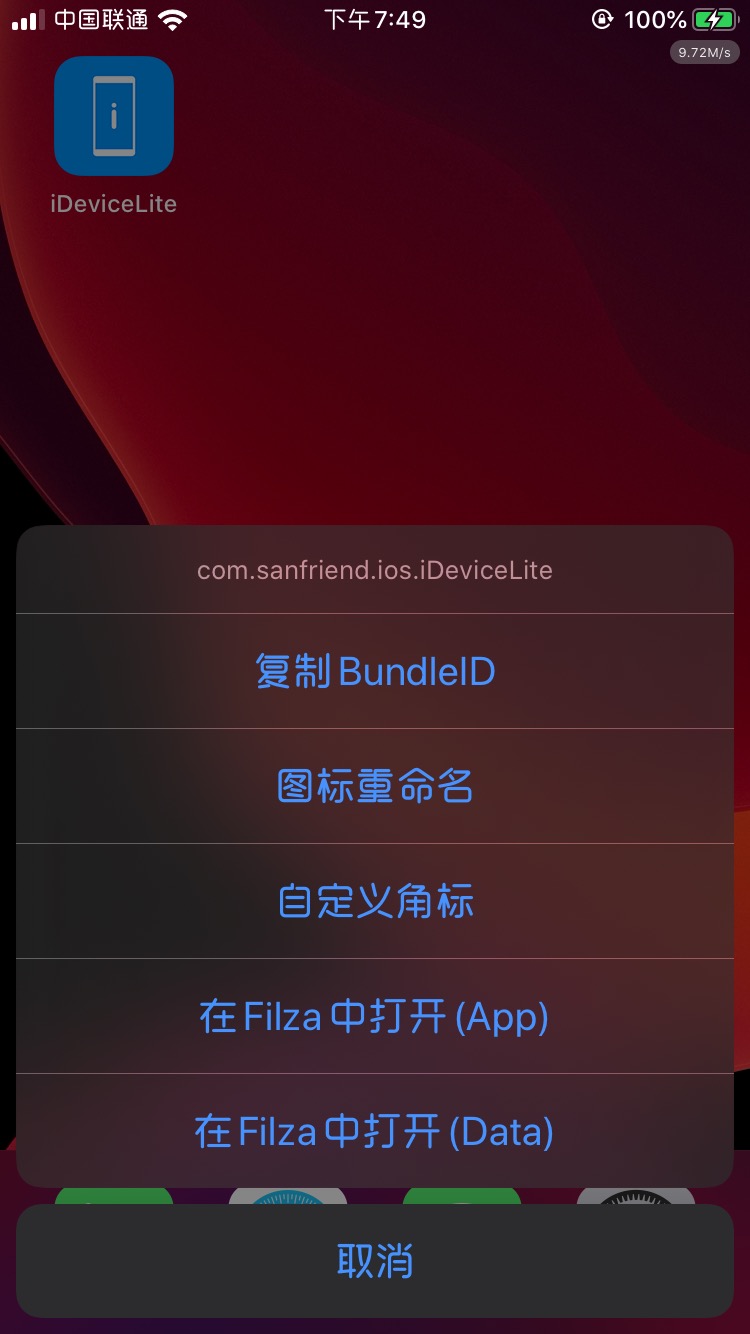 中国联通 下午7:49 100%
9.72M/s
i
iDeviceLite
com.sanfriend.ios.iDeviceLite
复制BundleID
图标重命名
自定义角标
在Filza中打开(App)
在Filza中打开(Data)
取消